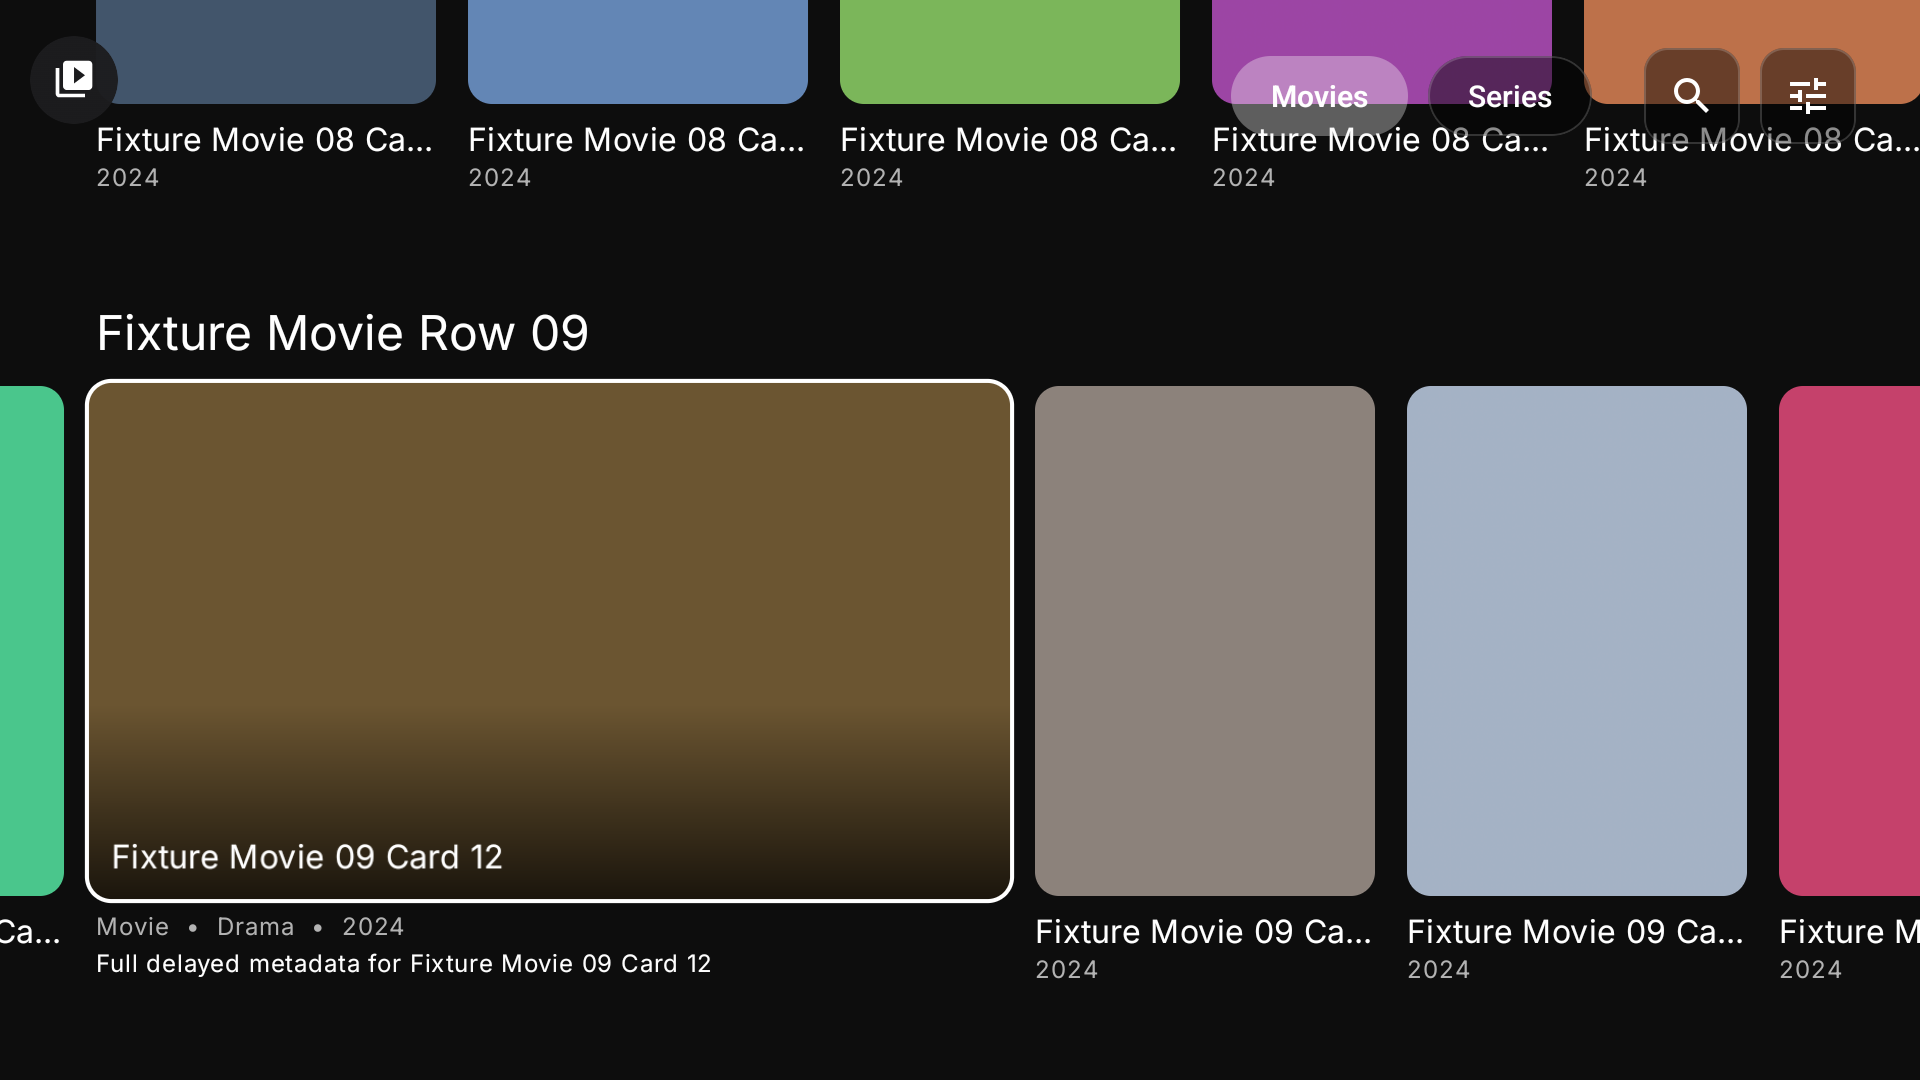 Movies
Series
Fixture Movie 08 Ca...
Fixture Movie 08 Ca...
Fixture Movie 08 Ca...
Fixture Movie 08 Ca...
Fixture Movie 08 Ca...
2024
2024
2024
2024
2024
Fixture Movie Row 09
Fixture Movie 09 Card 12
Ca...
Movie • Drama • 2024
Full delayed metadata for Fixture Movie 09 Card 12
Fixture Movie 09 Ca...
2024
Fixture Movie 09 Ca...
2024
Fixture M
2024